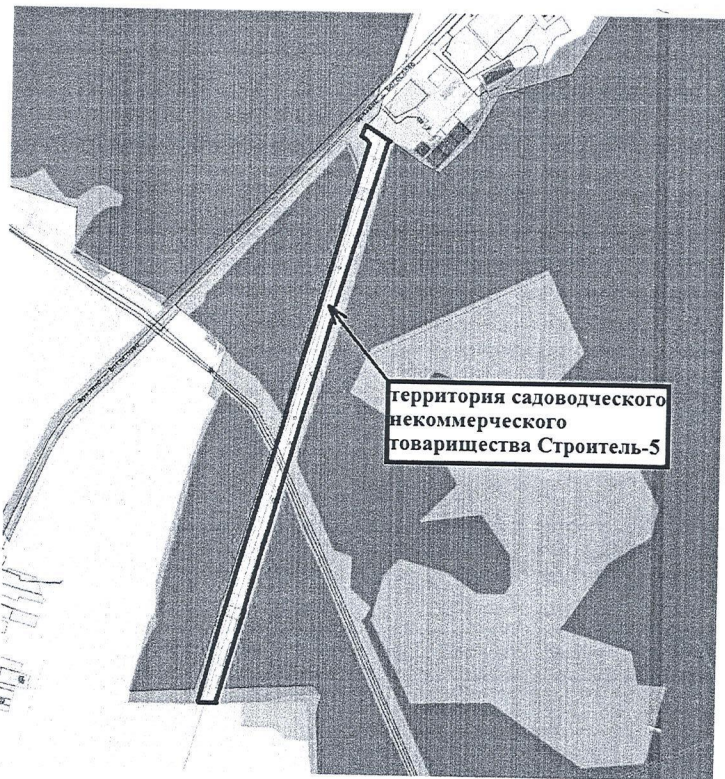 территория садоводческого
некоммерческого
товарищества Строитель-5